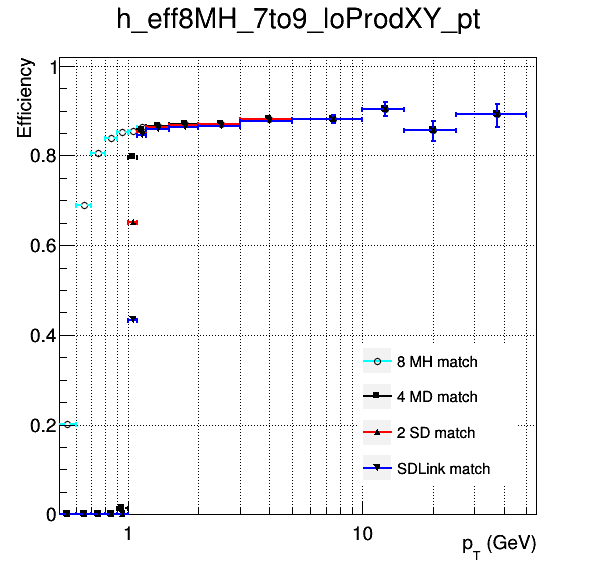 h_eff8MH_7to9_loProdXY_pt
Efficiency
1
0.8
0.6
0.4
0.2
0
8 MH match
4 MD match
2 SD match
SDLink match
1
10
p_T (GeV)